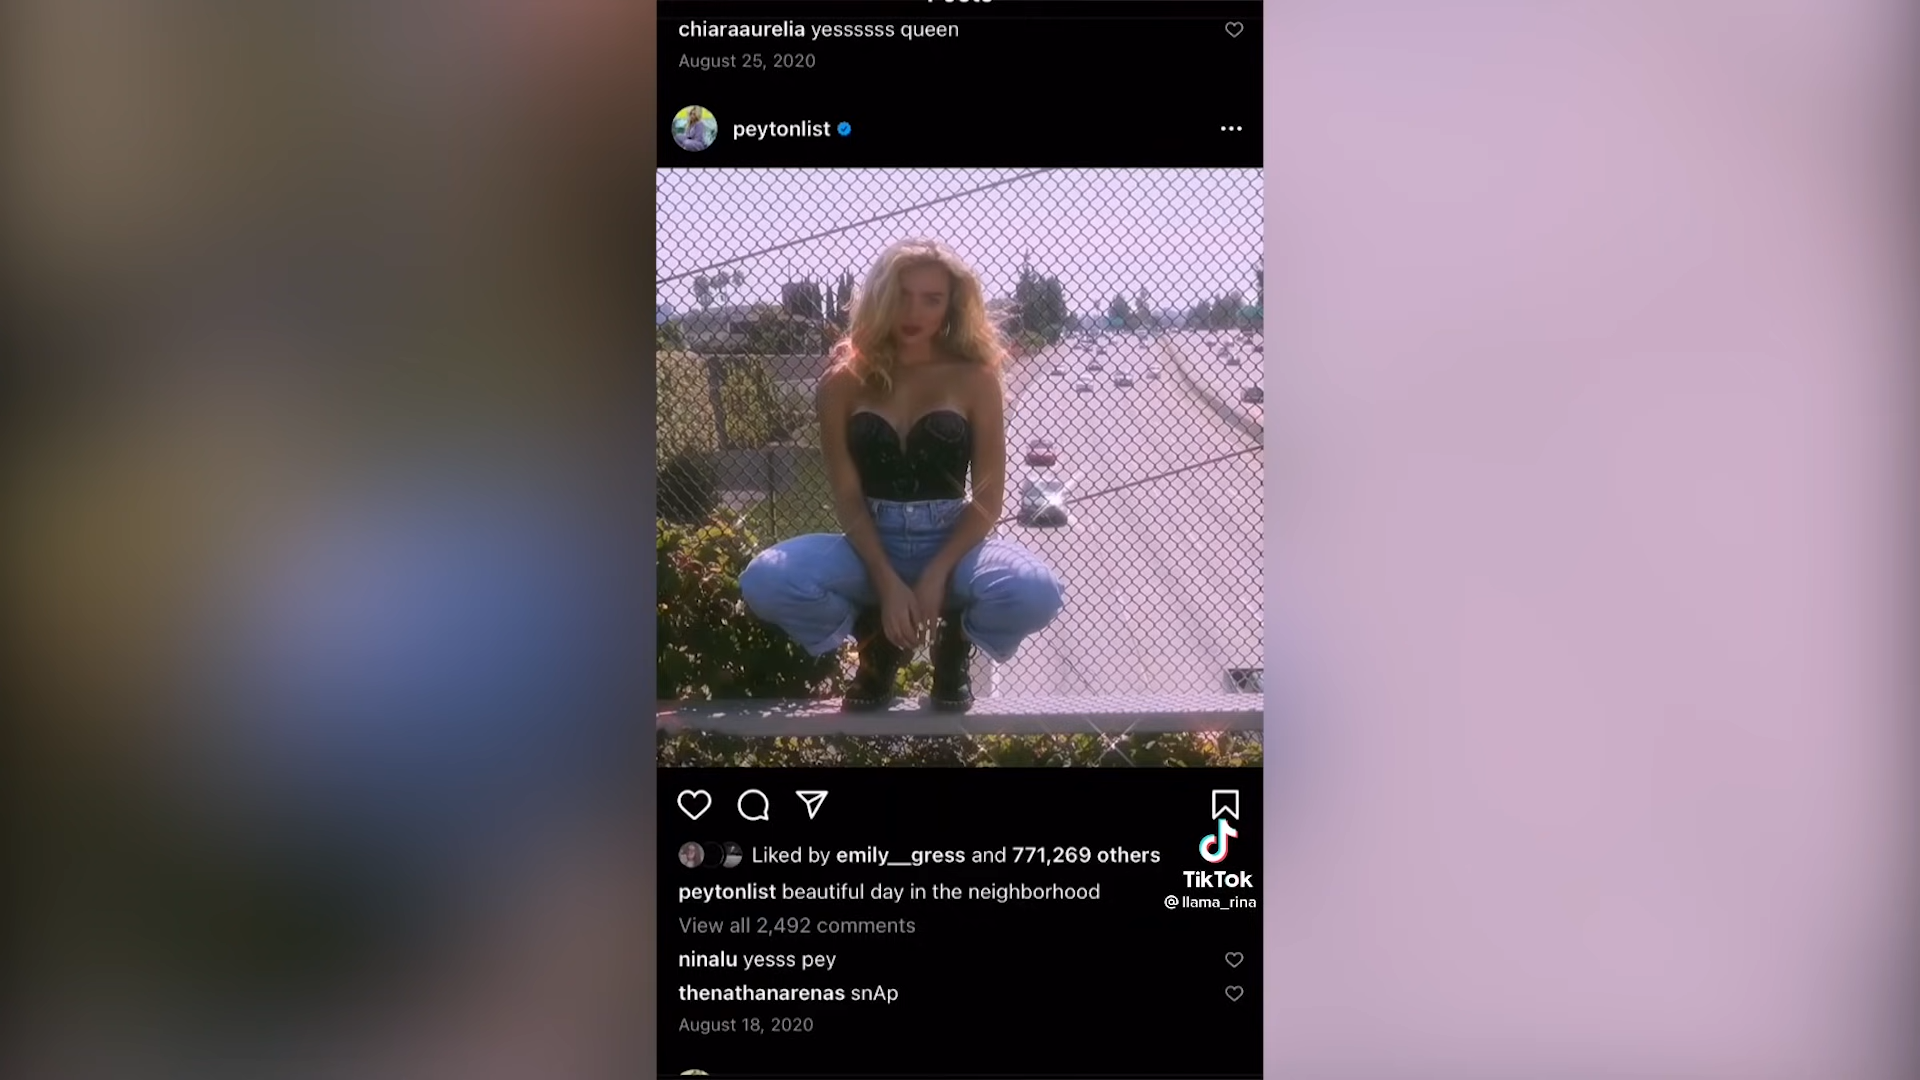 chiaraaurelia yessssss queen
August 25, 2020
peytonlist
Liked by emily__gress and 771,269 others
peytonlist beautiful day in the neighborhood
TikTok
@llama_rina
View all 2,492 comments
ninalu yesss pey
thenathanarenas snAp
August 18, 2020